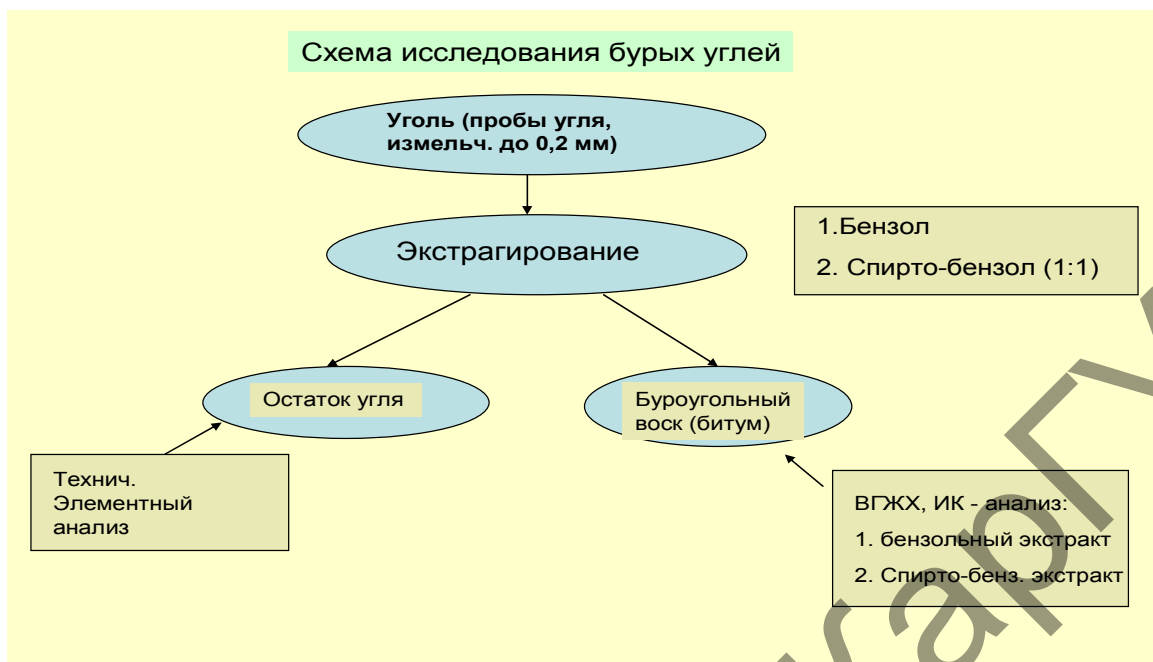 Схема исследования бурых углей
Уголь (пробы угля,
измельч. до 0,2 мм)
Экстрагирование
1.Бензол
2. Спирто-бензол (1:1)
Остаток угля
Буроугольный
воск (битум)
Технич.
Элементный
анализ
ВГЖХ, ИК - анализ:
1. бензольный экстракт
2. Спирто-бенз. экстракт